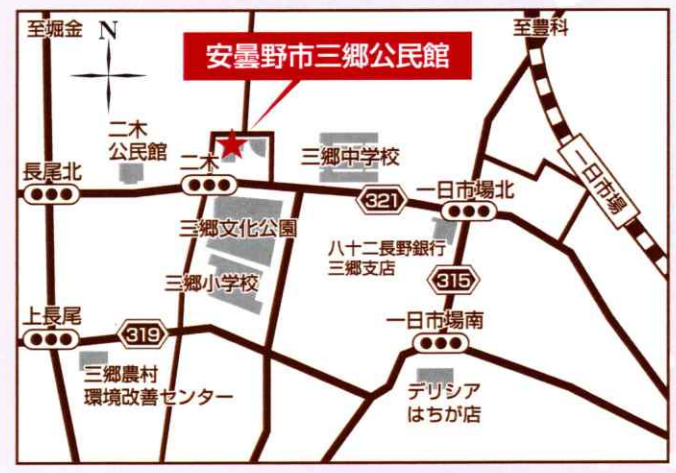 至堀金
N
至豊科
安曇野市三郷公民館
二木
公民館
三郷中学校
長尾北
二木
321
一日市場北
一日市場
三郷文化公園
八十二長野銀行
三郷支店
三郷小学校
315
上長尾
319
一日市場南
三郷農村
環境改善センター
デリシア
はちが店